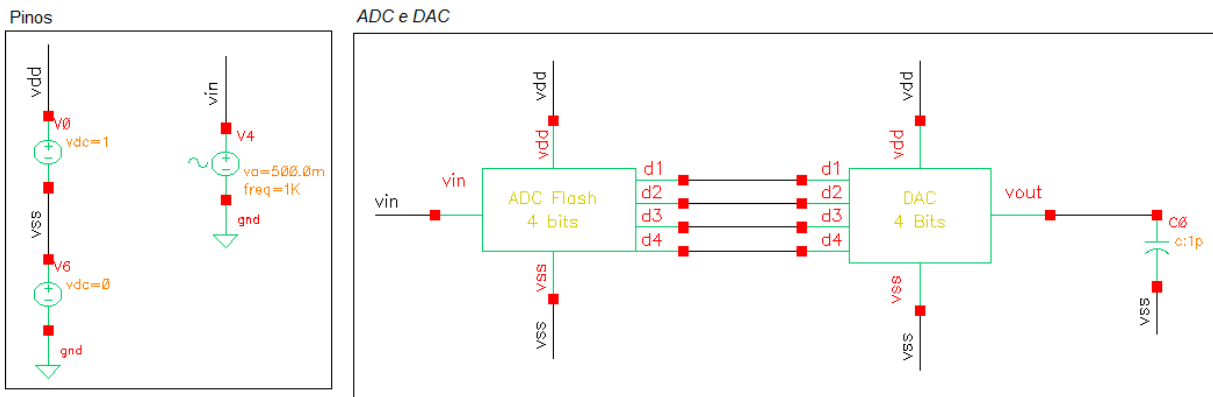 Pinos
vdd
V0
vdc=1
vss
V6
vdc=0
gnd
vin
V4
va=500.0m
freq=1K
gnd
ADC e DAC
vdd
vdd
vin
vin
ADC Flash
4 bits
d1
d2
d3
d4
vss
vss
vdd
vdd
d1
d2
d3
d4
DAC
4 Bits
vout
vss
vss
C0
c:1p
vss